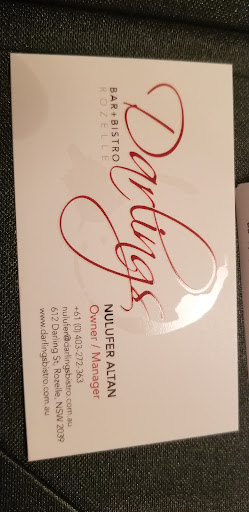 Darlings
BAR+BISTRO
ROZELLE
NULUFER ALTAN
Owner / Manager
+61 (0) 403-272-363
nulufer@darlingsbistro.com.au
612 Darling St, Rozelle, NSW 2039
www.darlingsbistro.com.au